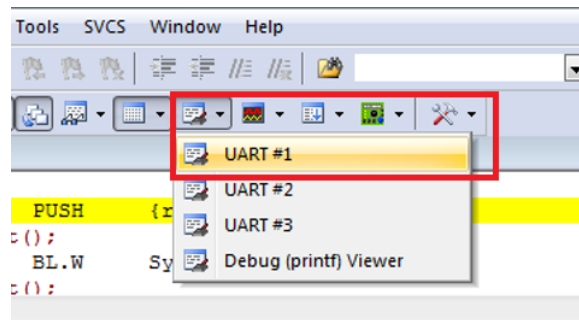 Tools SVCS Window Help
UART #1
UART #2
PUSH {r
UART #3
c();
BL.W Sy
Debug (printf) Viewer
c();